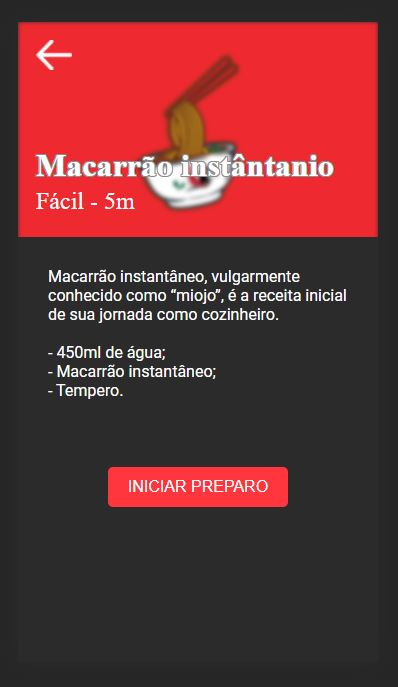 Macarrão instântanio
Fácil - 5m
Macarrão instantâneo, vulgarmente
conhecido como “miojo”, é a receita inicial
de sua jornada como cozinheiro.
- 450ml de água;
- Macarrão instantâneo;
- Tempero.
INICIAR PREPARO